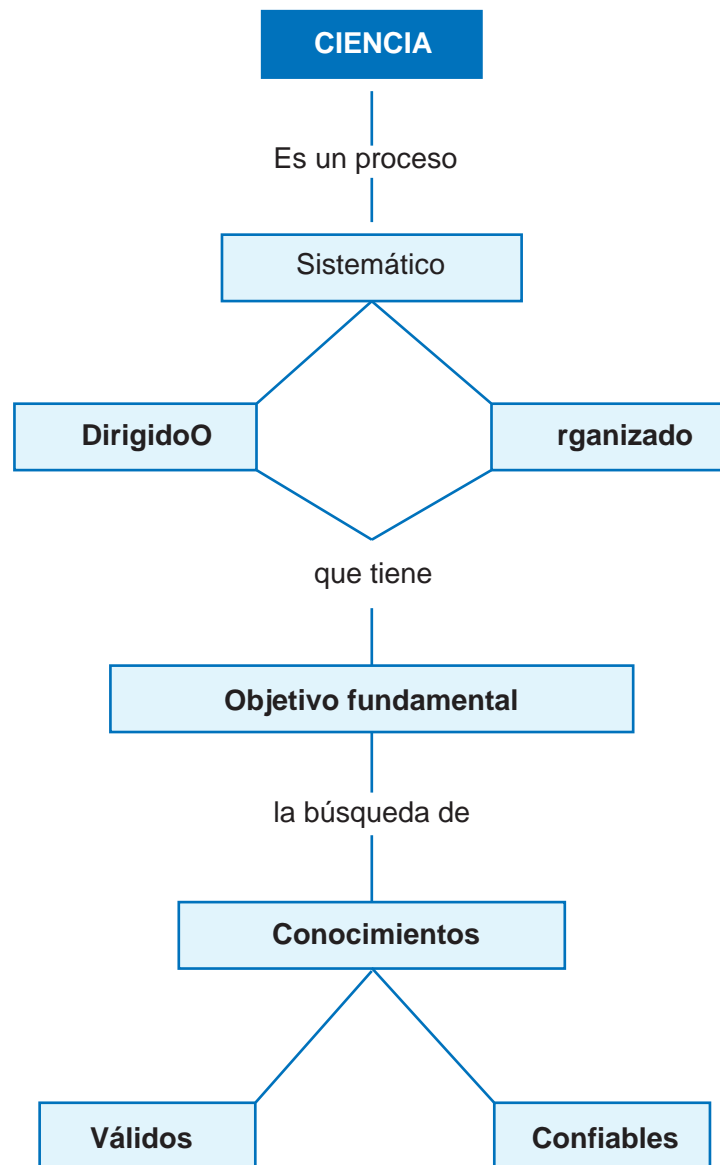 CIENCIA
Es un proceso
Sistemático
DirigidoO rganizado
que tiene
Objetivo fundamental
la búsqueda de
Conocimientos
Válidos Confiables